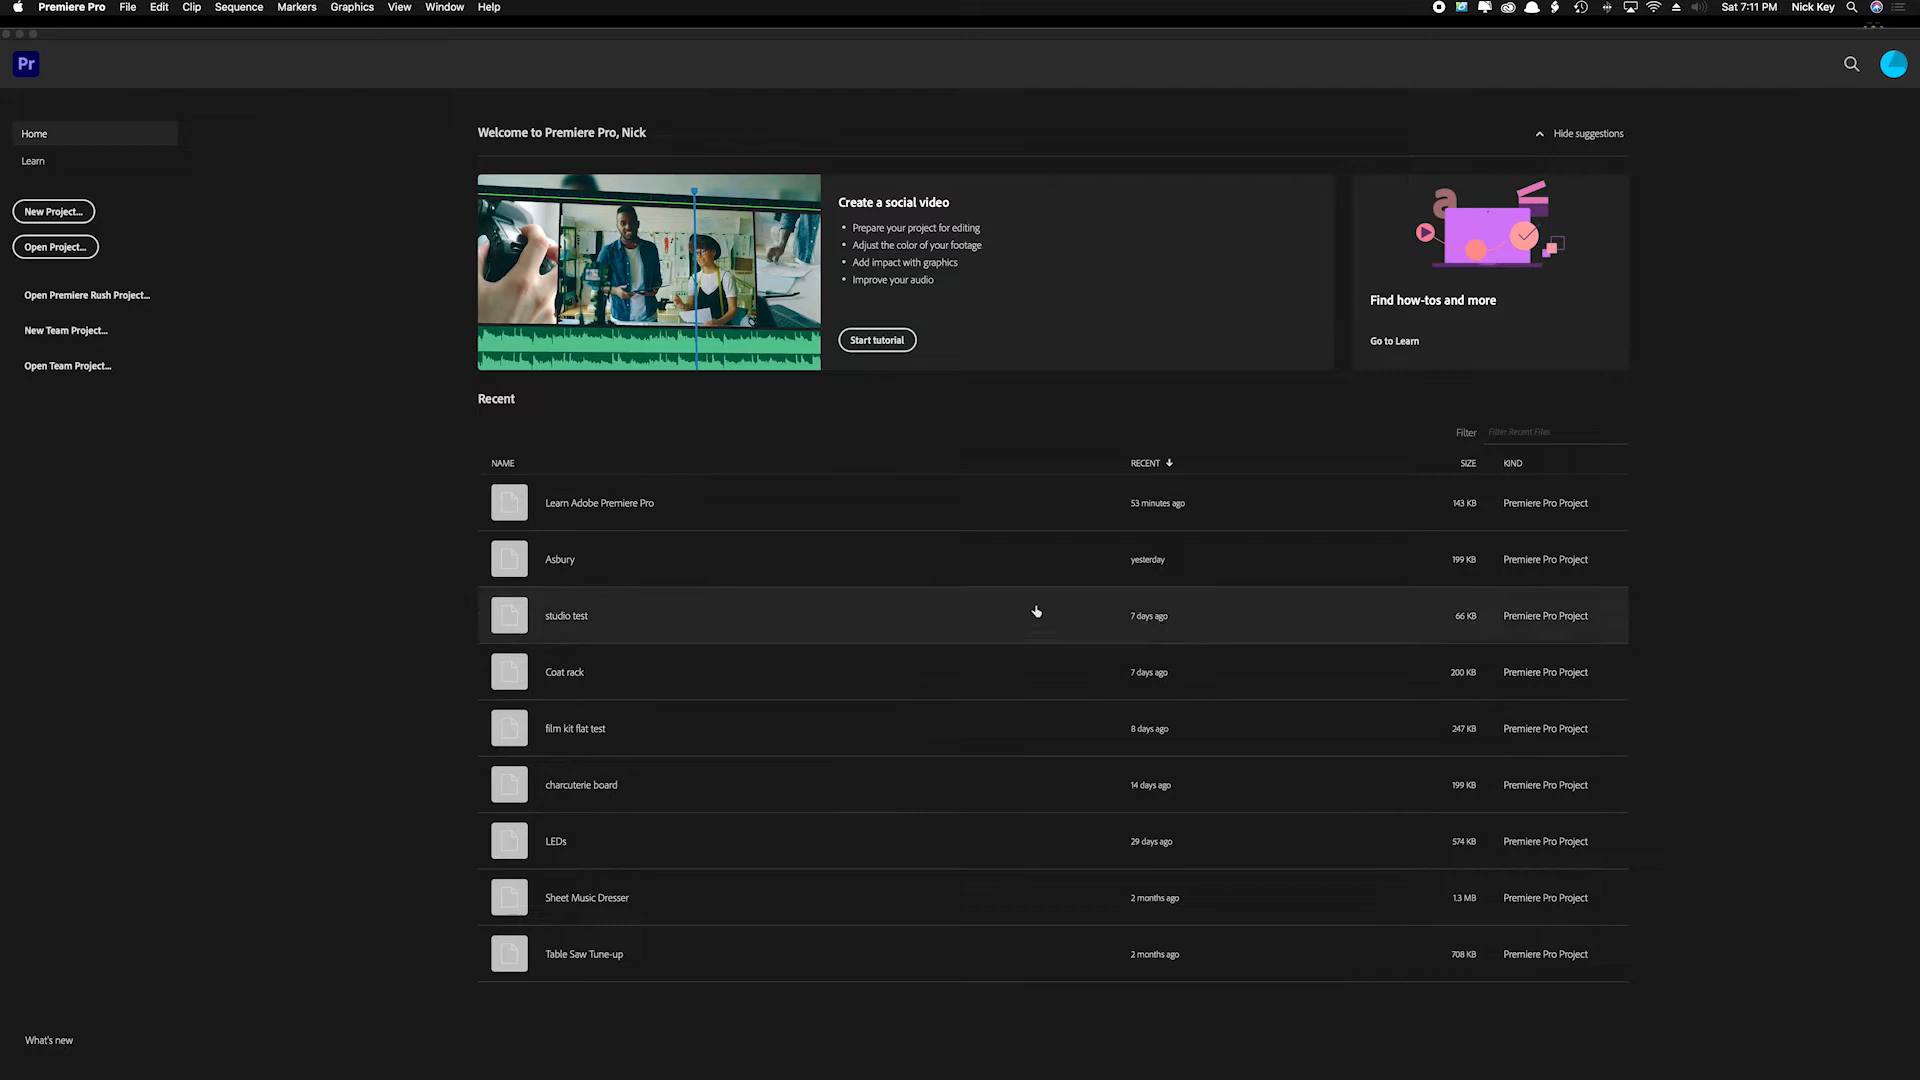 Premiere Pro File Edit Clip Sequence Markers Graphics View Window Help
Sat 7:11 PM Nick Key
Pr
Home
Learn
New Project...
Open Project...
Open Premiere Rush Project...
New Team Project...
Open Team Project...
Welcome to Premiere Pro, Nick
Hide suggestions
Create a social video
• Prepare your project for editing
• Adjust the color of your footage
• Add impact with graphics
• Improve your audio
Start tutorial
a
Find how-tos and more
Go to Learn
Recent
Filter Filter Recent Files
NAME RECENT SIZE KIND
Learn Adobe Premiere Pro 53 minutes ago 143 KB Premiere Pro Project
Asbury yesterday 199 KB Premiere Pro Project
studio test 7 days ago 66 KB Premiere Pro Project
Coat rack 7 days ago 200 KB Premiere Pro Project
film kit flat test 8 days ago 247 KB Premiere Pro Project
charcuterie board 14 days ago 199 KB Premiere Pro Project
LEDs 29 days ago 574 KB Premiere Pro Project
Sheet Music Dresser 2 months ago 1.3 MB Premiere Pro Project
Table Saw Tune-up 2 months ago 708 KB Premiere Pro Project
What's new